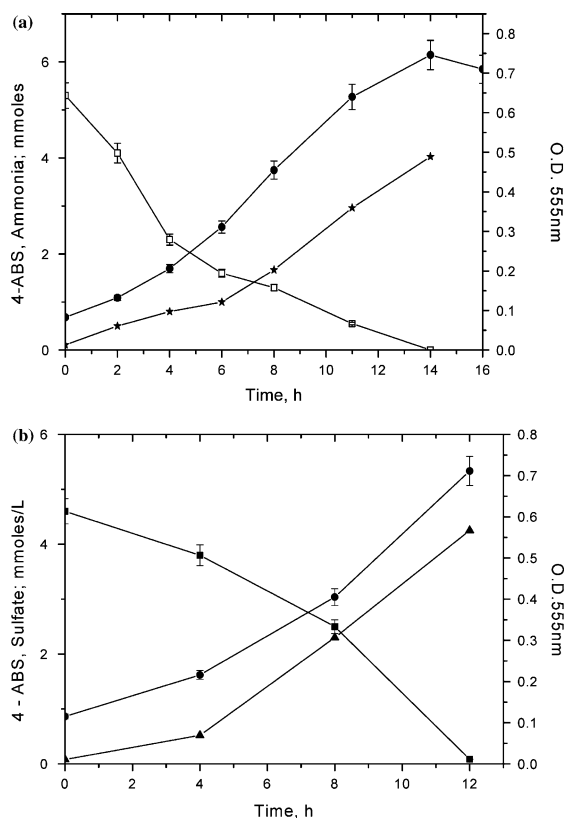 (a)
4-ABS, Ammonia; mmoles
6
4
2
0
0.8
0.7
0.6
0.5
0.4
0.3
0.2
0.1
0.0
O.D. 555nm
0 2 4 6 8 10 12 14 16
Time, h
(b)
4 - ABS, Sulfate; mmoles/L
6
4
2
0
0.8
0.7
0.6
0.5
0.4
0.3
0.2
0.1
0.0
O.D.555nm
0 2 4 6 8 10 12
Time, h